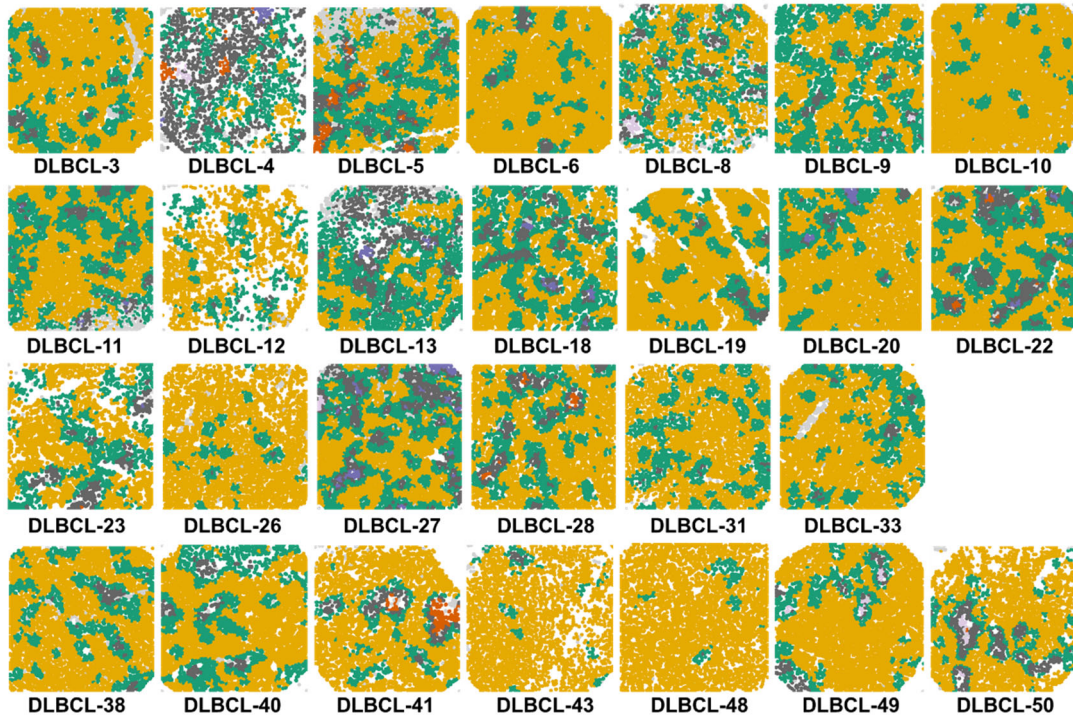 DLBCL-3 DLBCL-4 DLBCL-5 DLBCL-6 DLBCL-8 DLBCL-9 DLBCL-10
DLBCL-11 DLBCL-12 DLBCL-13 DLBCL-18 DLBCL-19 DLBCL-20 DLBCL-22
DLBCL-23 DLBCL-26 DLBCL-27 DLBCL-28 DLBCL-31 DLBCL-33
DLBCL-38 DLBCL-40 DLBCL-41 DLBCL-43 DLBCL-48 DLBCL-49 DLBCL-50